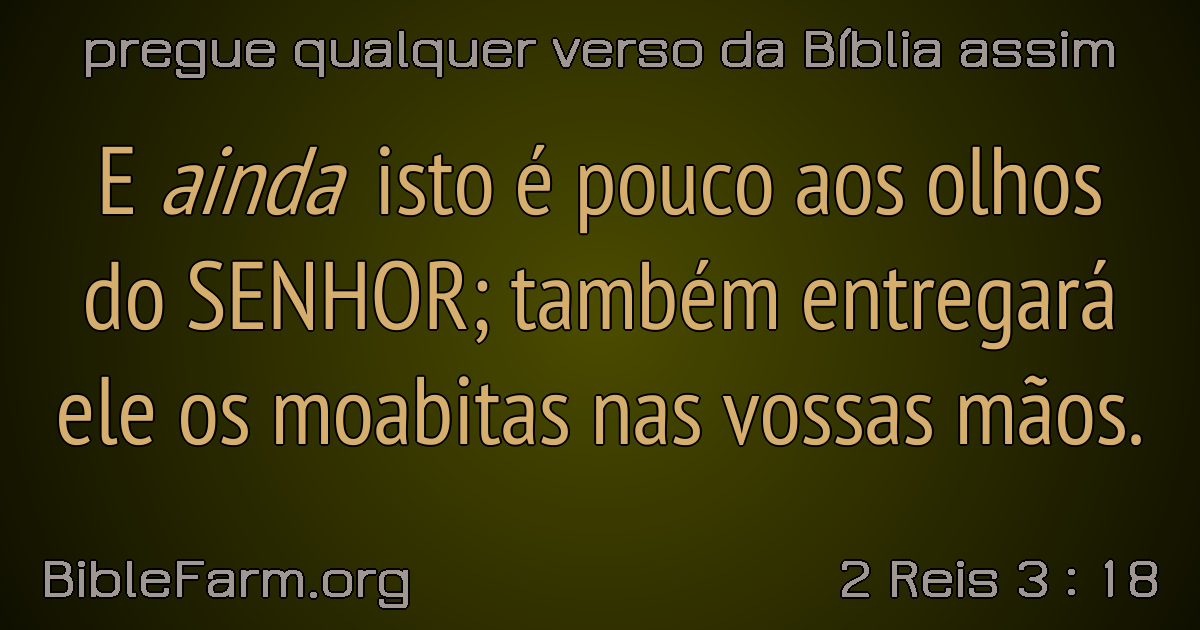 pregue qualquer verso da Bíblia assim
E ainda isto é pouco aos olhos
do SENHOR; também entregará
ele os moabitas nas vossas mãos.
BibleFarm.org
2 Reis 3 : 18